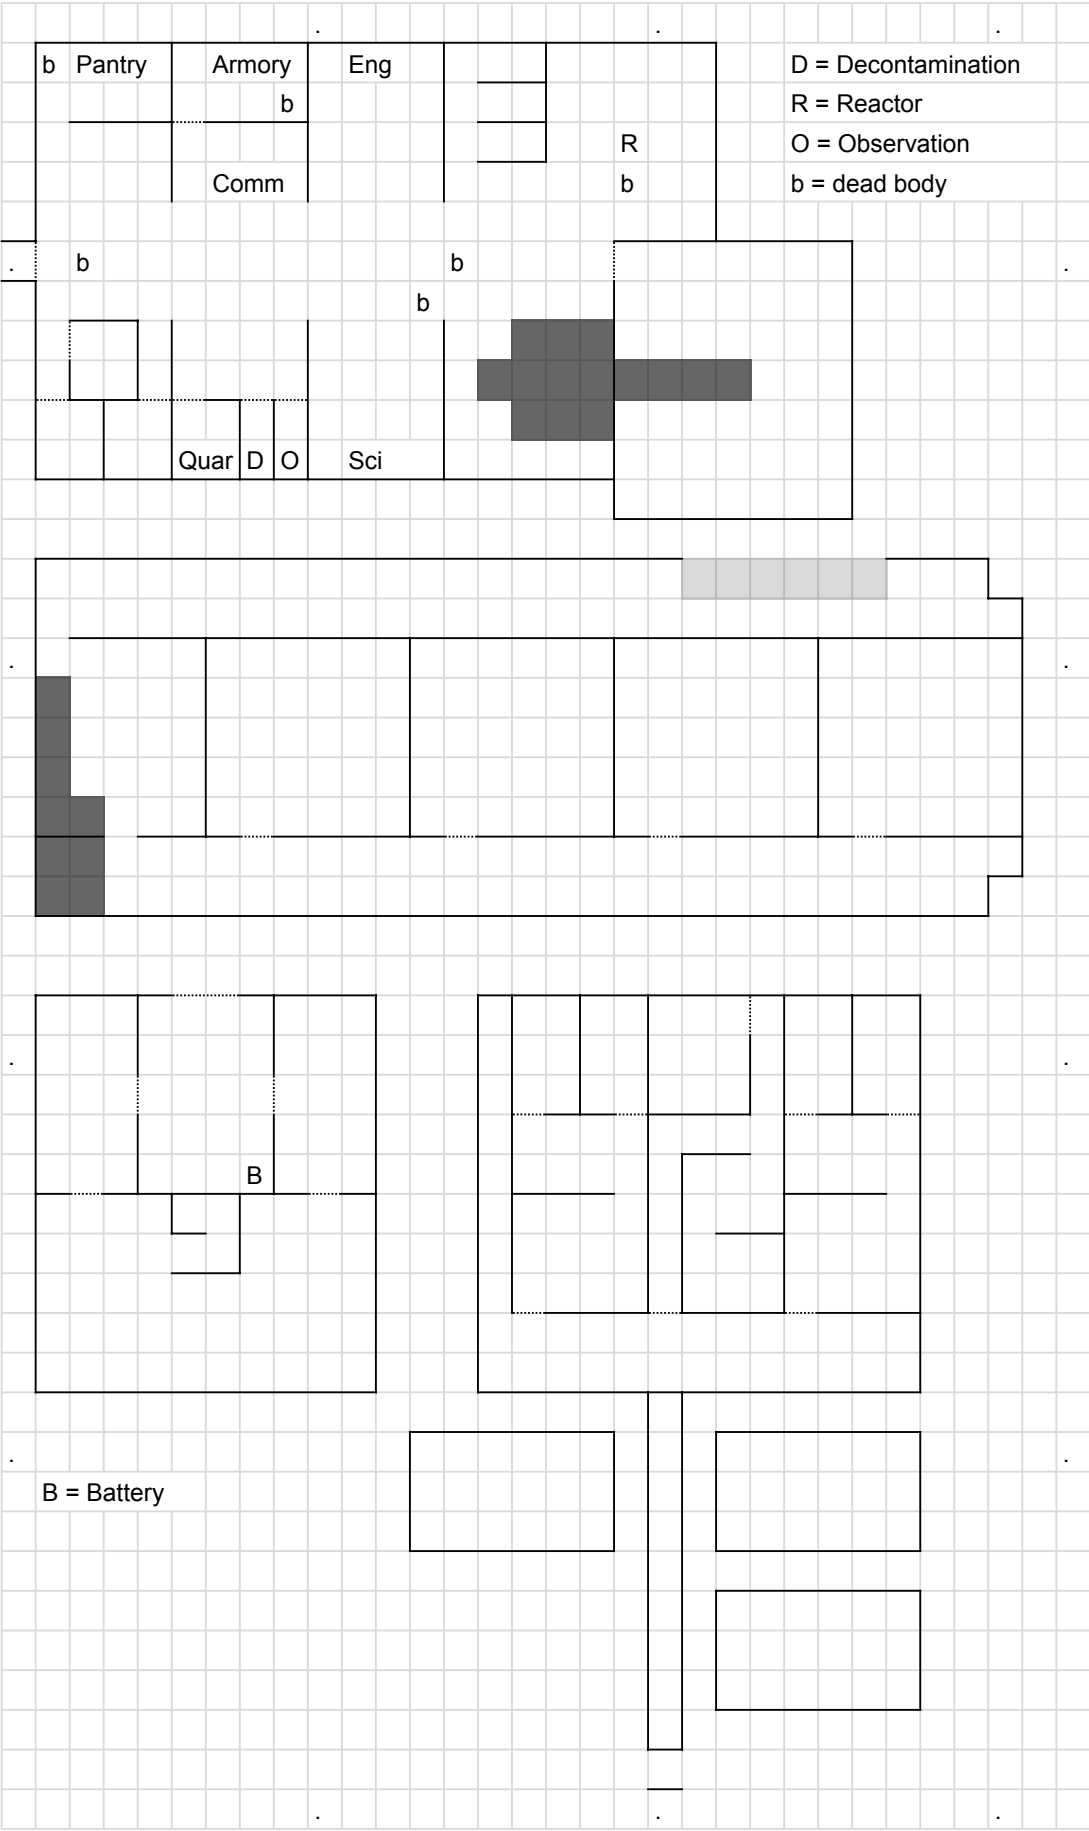 b Pantry Armory Eng D = Decontamination
b R = Reactor
R O = Observation
Comm b b = dead body
b b
b
Quar D O Sci
B
B = Battery